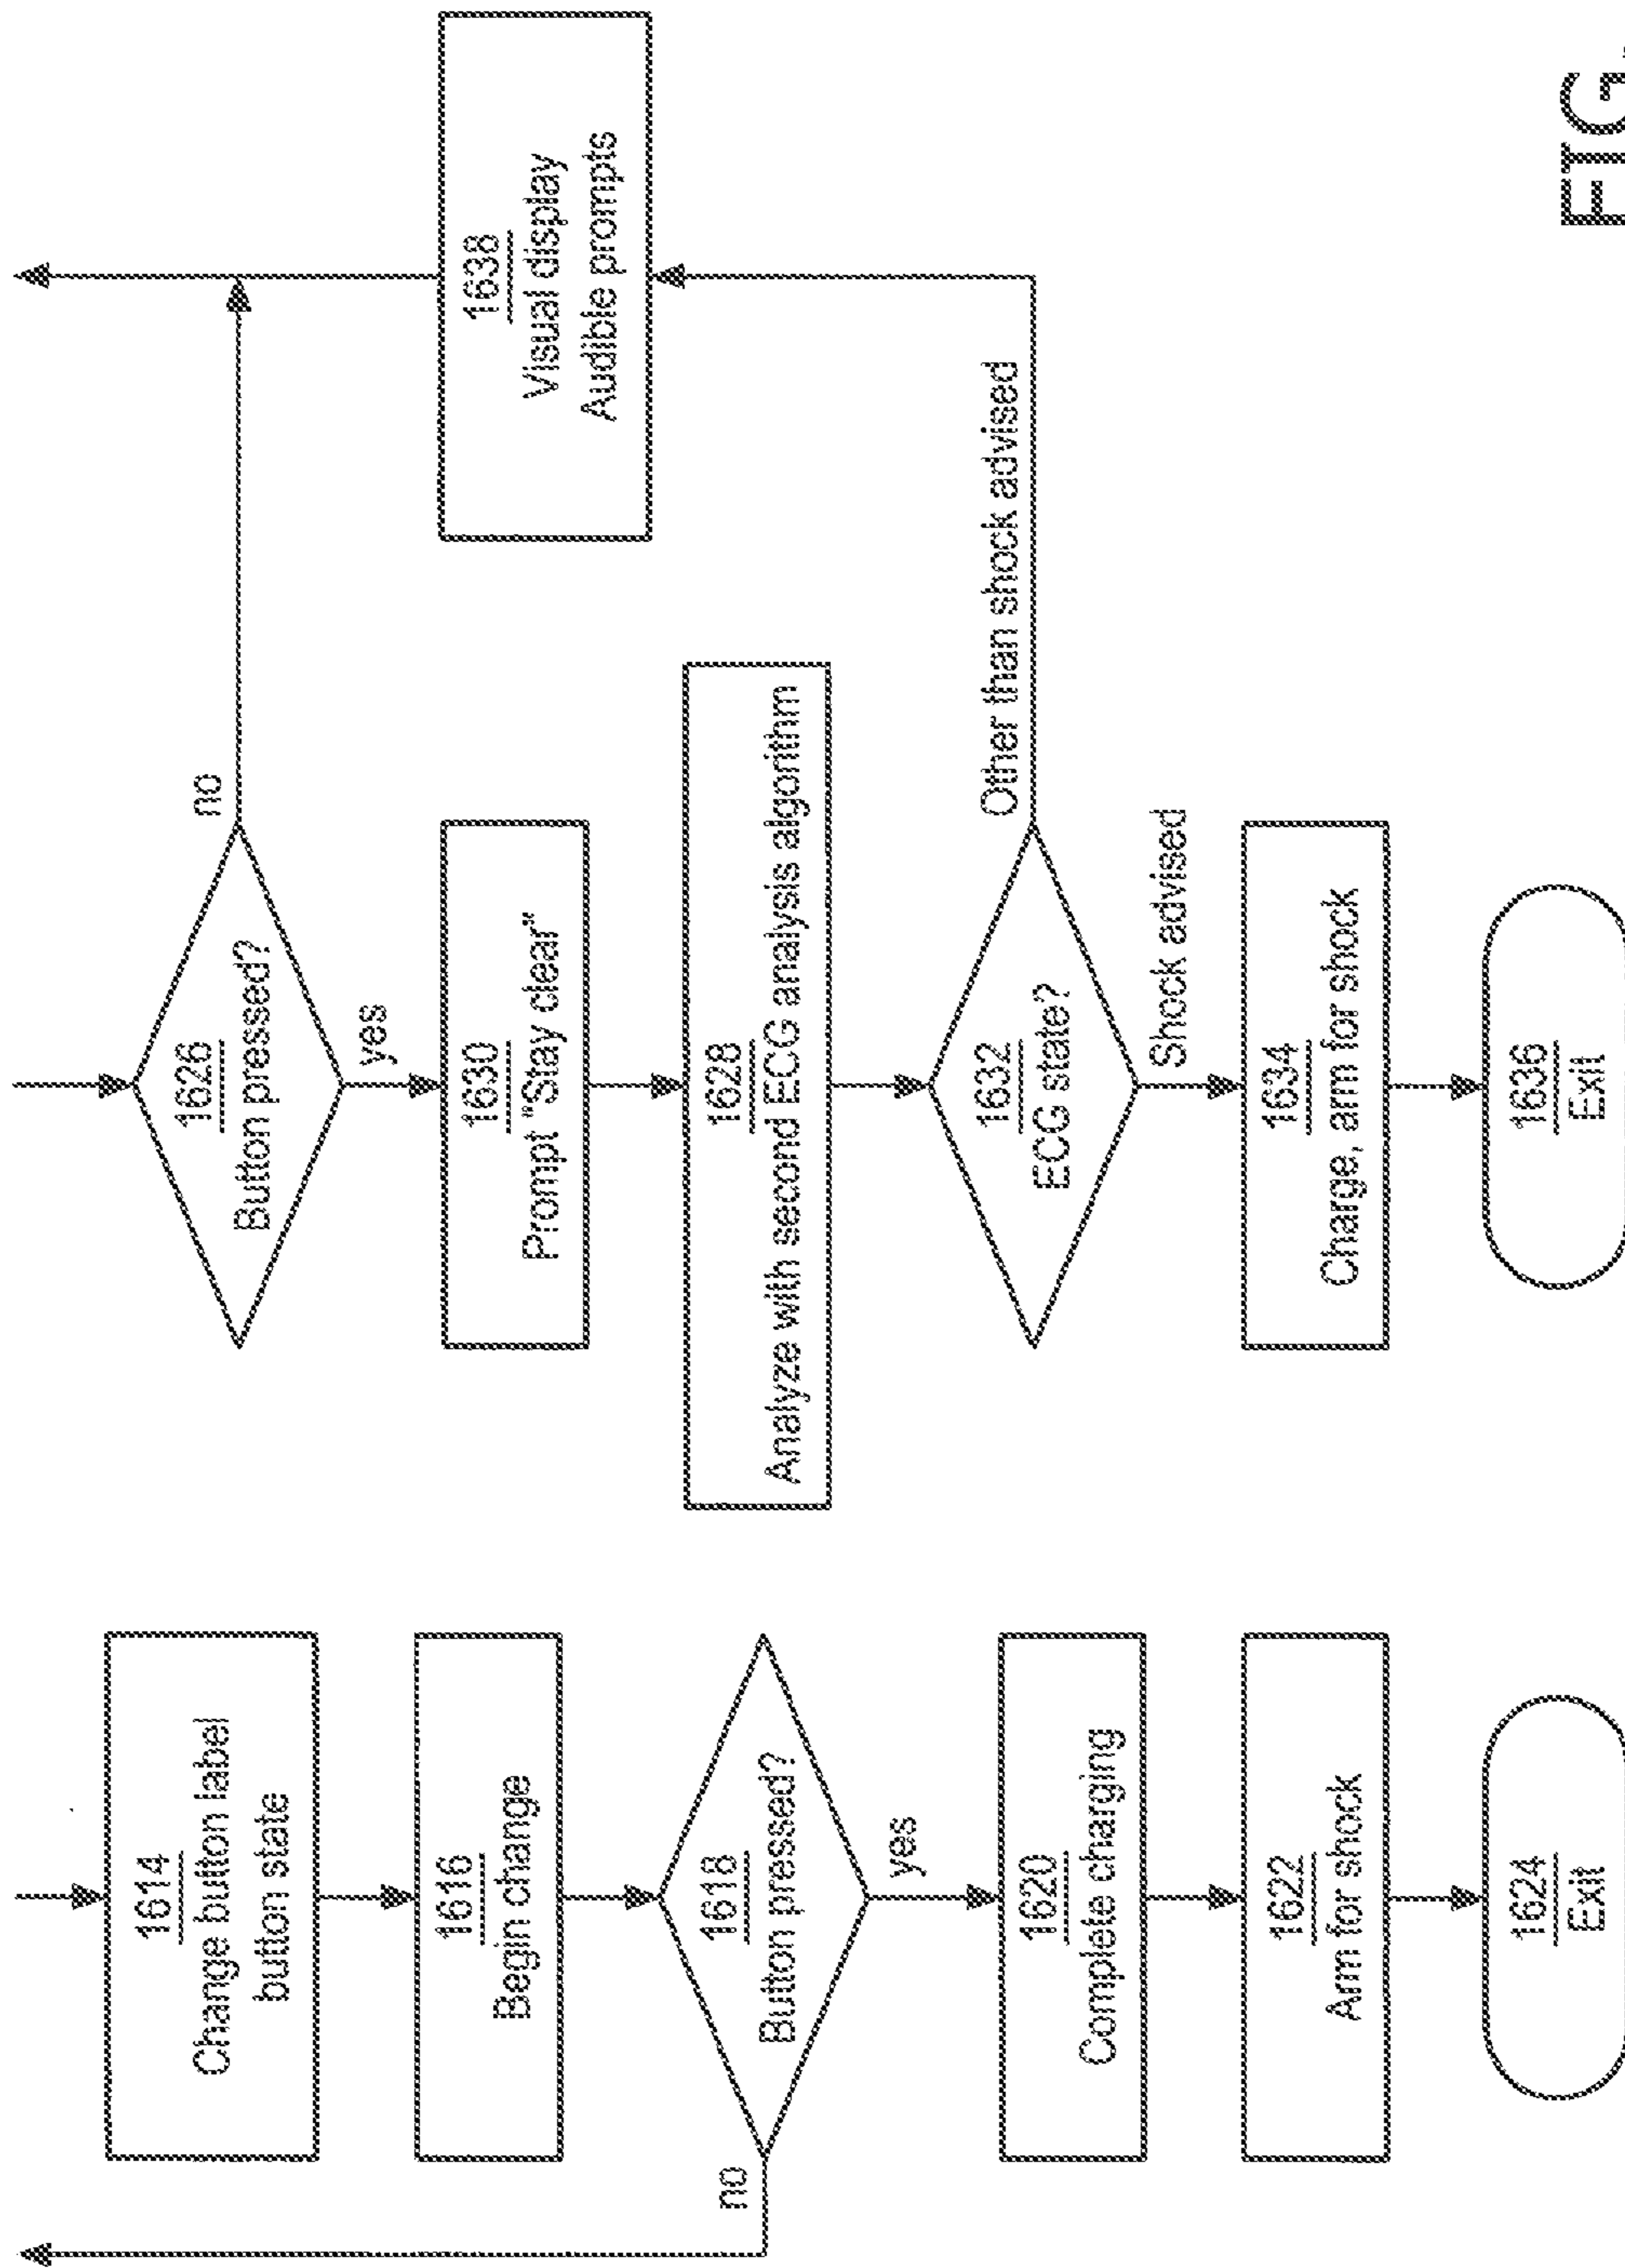 1614
Change button label
button state
1616
Begin change
1618
Button pressed?
no
yes
1620
Complete charging
1622
Arm for shock
1624
Exit
1626
Button pressed?
no
yes
1630
Prompt "Stay clear"
1628
Analyze with second ECG analysis algorithm
1632
ECG state?
Other than shock advised
Shock advised
1634
Charge, arm for shock
1636
Exit
1638
Visual display
Audible prompts
FIG.